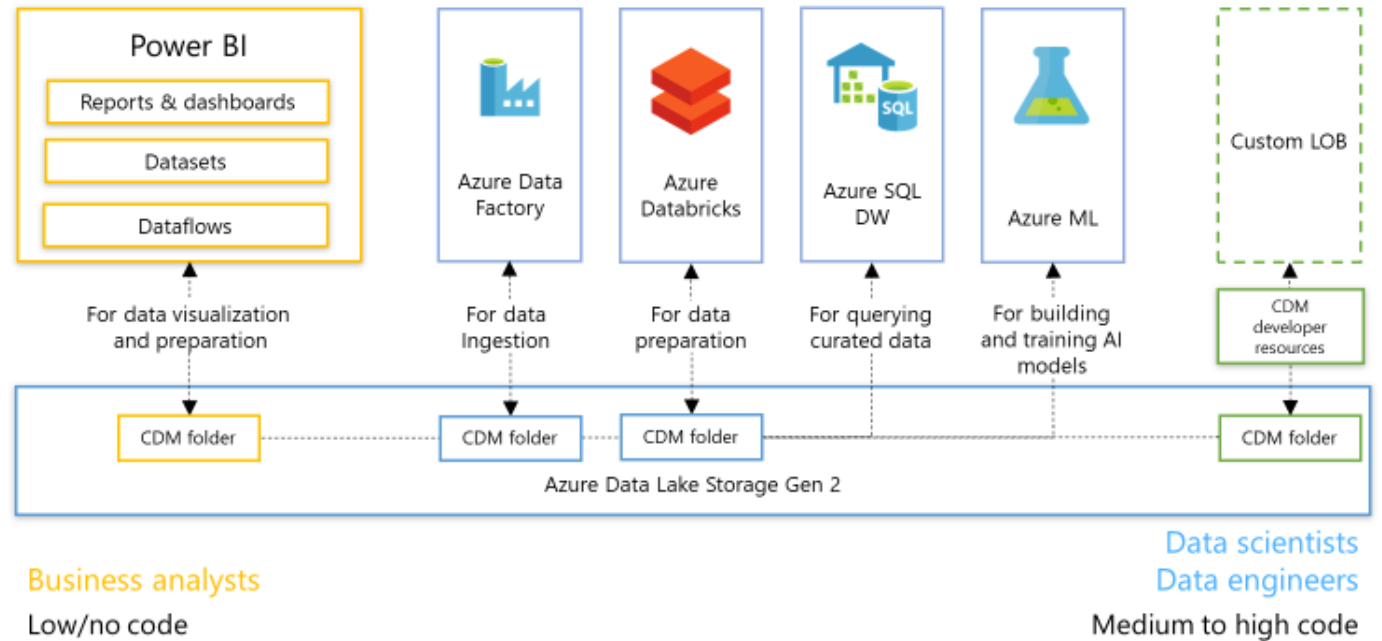 Power BI
Reports & dashboards
Datasets
Dataflows
Azure Data
Factory
Azure
Databricks
SQL
Azure SQL
DW
Azure ML
Custom LOB
For data visualization
and preparation
For data
Ingestion
For data
preparation
For querying
curated data
For building
and training AI
models
CDM
developer
resources
CDM folder
CDM folder
CDM folder
CDM folder
Azure Data Lake Storage Gen 2
Business analysts
Low/no code
Data scientists
Data engineers
Medium to high code